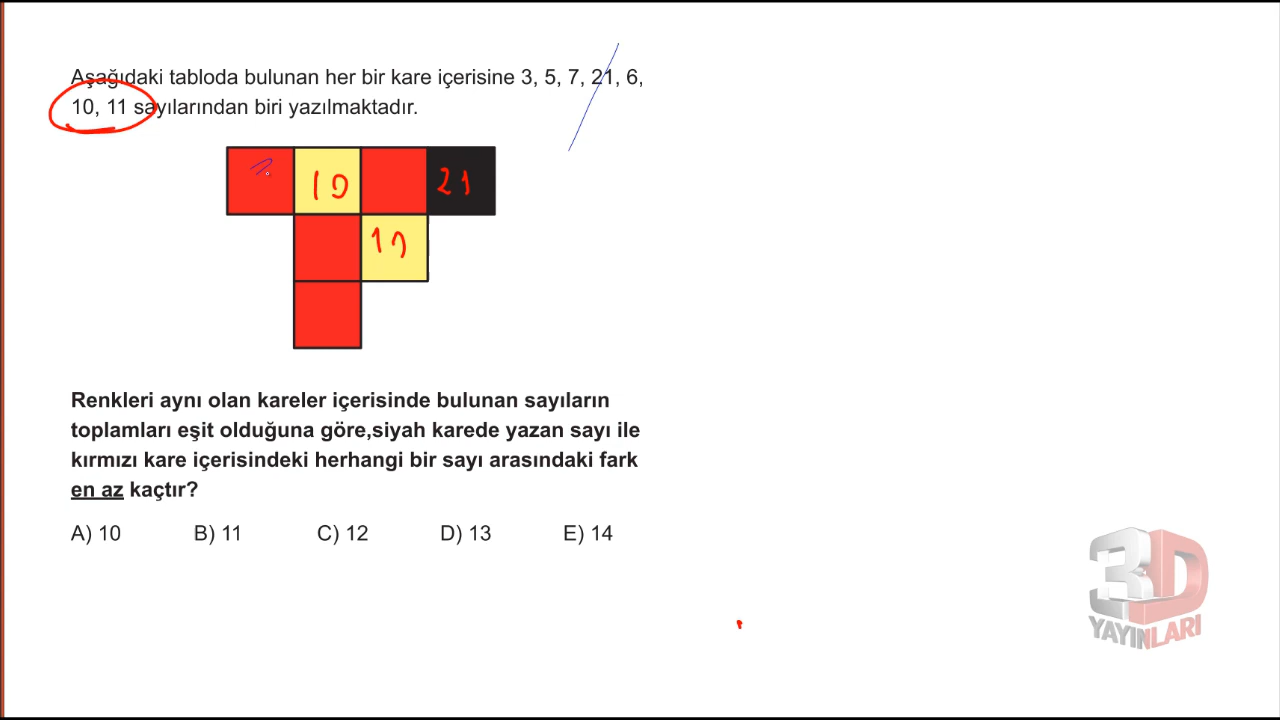 Aşağıdaki tabloda bulunan her bir kare içerisine 3, 5, 7, 21, 6,
10, 11 sayılarından biri yazılmaktadır.
10 21
Renkleri aynı olan kareler içerisinde bulunan sayıların
toplamları eşit olduğuna göre,siyah karede yazan sayı ile
kırmızı kare içerisindeki herhangi bir sayı arasındaki fark
en az kaçtır?
A) 10 B) 11 C) 12 D) 13 E) 14
3D
YAYINLARI